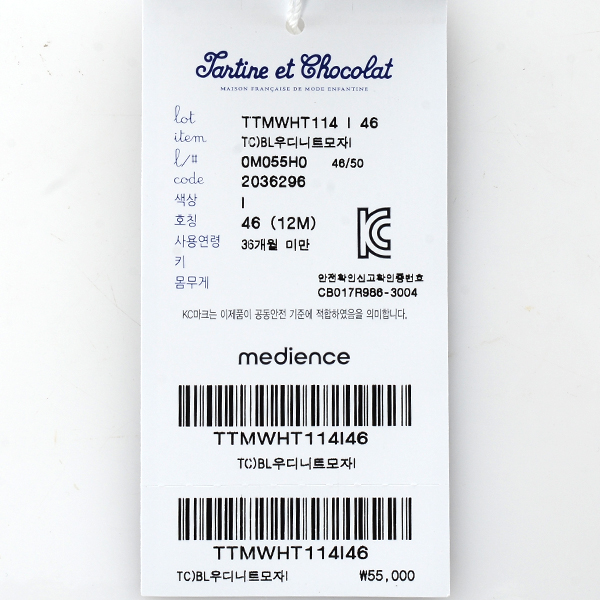 Tartine et Chocolat
MAISON FRANÇAISE DE MODE ENFANTINE
lot TTMWHT114 I 46
item TC)BL우디니트모자I
l/# 0M055H0 46/50
code 2036296
색상 I
호칭 46 (12M)
사용연령 36개월 미만
키
몸무게
KC
안전확인신고확인증번호
CB017R986-3004
KC마크는 이제품이 공통안전 기준에 적합하였음을 의미합니다.
medience
TTMWHT114I46
TC)BL우디니트모자I
TTMWHT114I46
TC)BL우디니트모자I ₩55,000